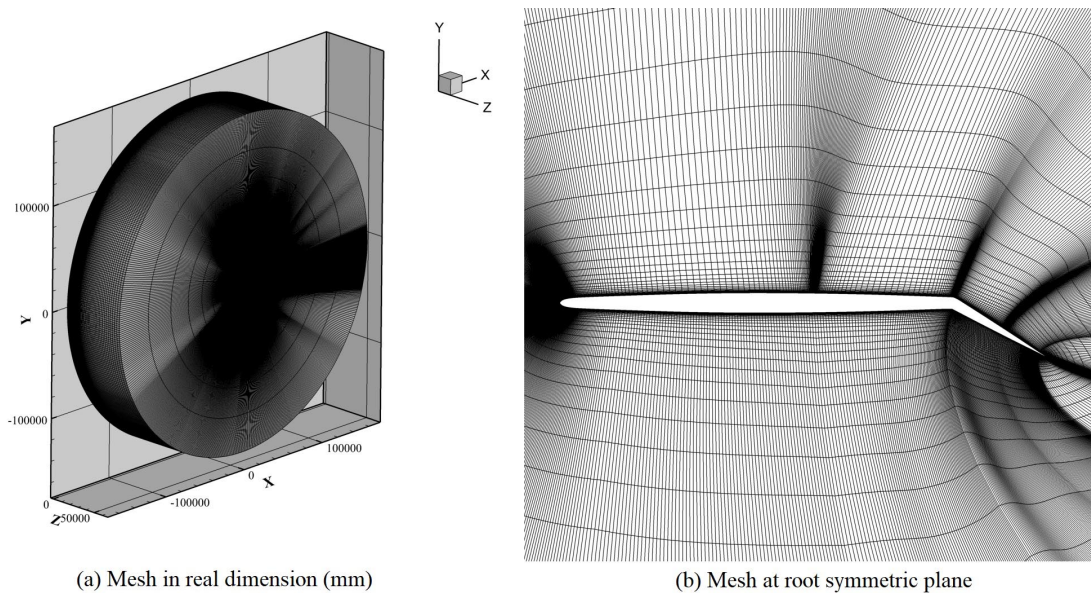 Y
X
Z
100000
0
-100000
Y
0
50000
Z
-100000
0
100000
X
(a) Mesh in real dimension (mm)
(b) Mesh at root symmetric plane